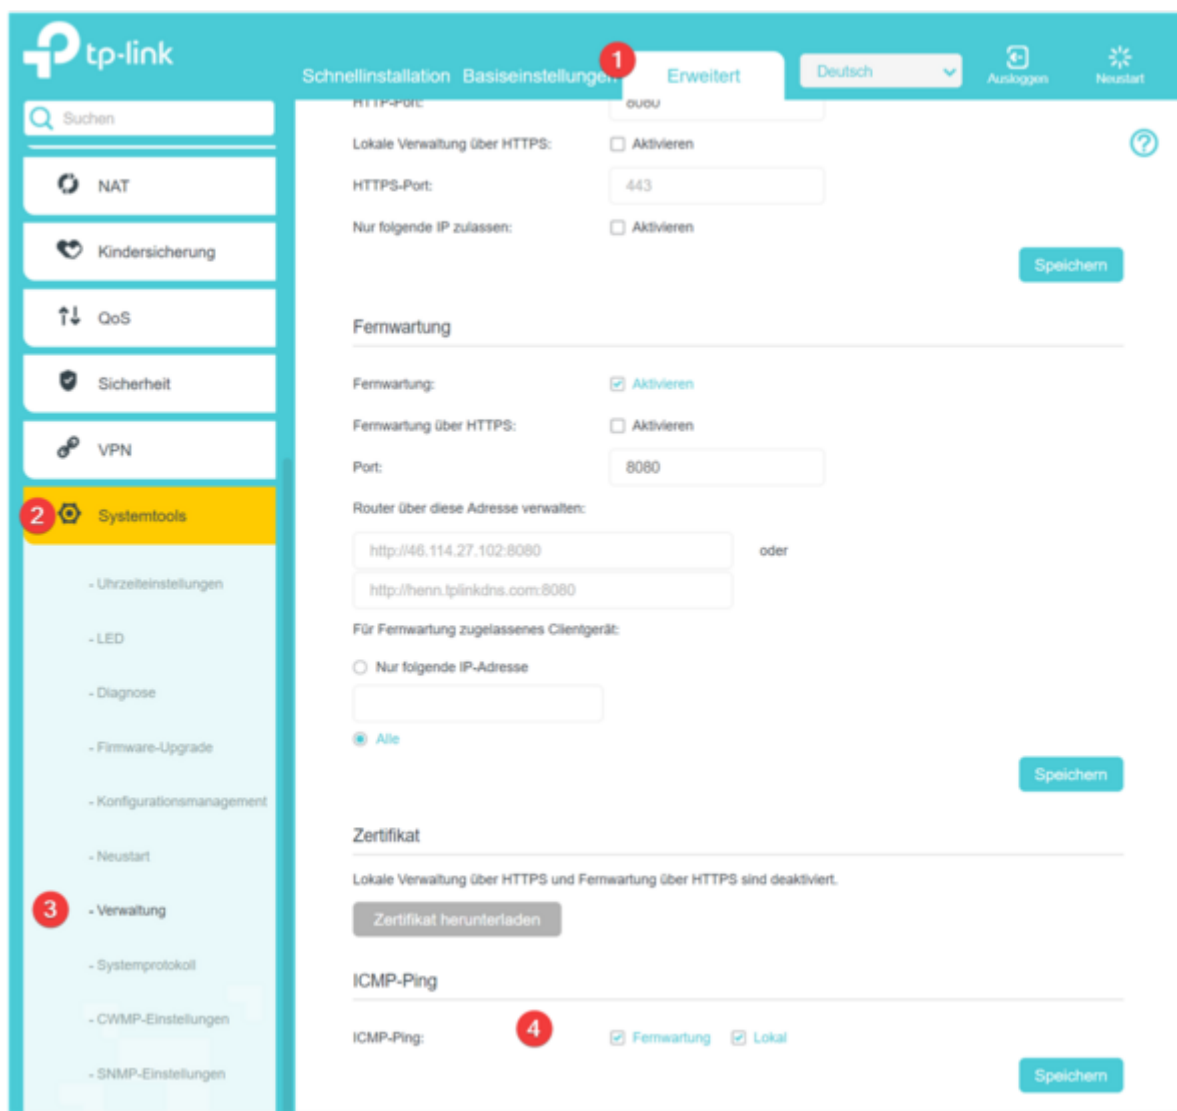 tp-link
Schnellinstallation Basiseinstellungen 1 Erweitert Deutsch Ausloggen Neustart
Suchen
NAT
Kindersicherung
QoS
Sicherheit
VPN
2 Systemtools
- Uhrzeiteinstellungen
- LED
- Diagnose
- Firmware-Upgrade
- Konfigurationsmanagement
- Neustart
3 - Verwaltung
- Systemprotokoll
- CWMP-Einstellungen
- SNMP-Einstellungen
HTTP-Port: 8080
Lokale Verwaltung über HTTPS: Aktivieren
?
HTTPS-Port: 443
Nur folgende IP zulassen: Aktivieren
Speichern
Fernwartung
Fernwartung: Aktivieren
Fernwartung über HTTPS: Aktivieren
Port: 8080
Router über diese Adresse verwalten:
http://46.114.27.102:8080 oder
http://henn.tplinkdns.com:8080
Für Fernwartung zugelassenes Clientgerät:
Nur folgende IP-Adresse
Alle
Speichern
Zertifikat
Lokale Verwaltung über HTTPS und Fernwartung über HTTPS sind deaktiviert.
Zertifikat herunterladen
ICMP-Ping
ICMP-Ping: 4 Fernwartung Lokal
Speichern